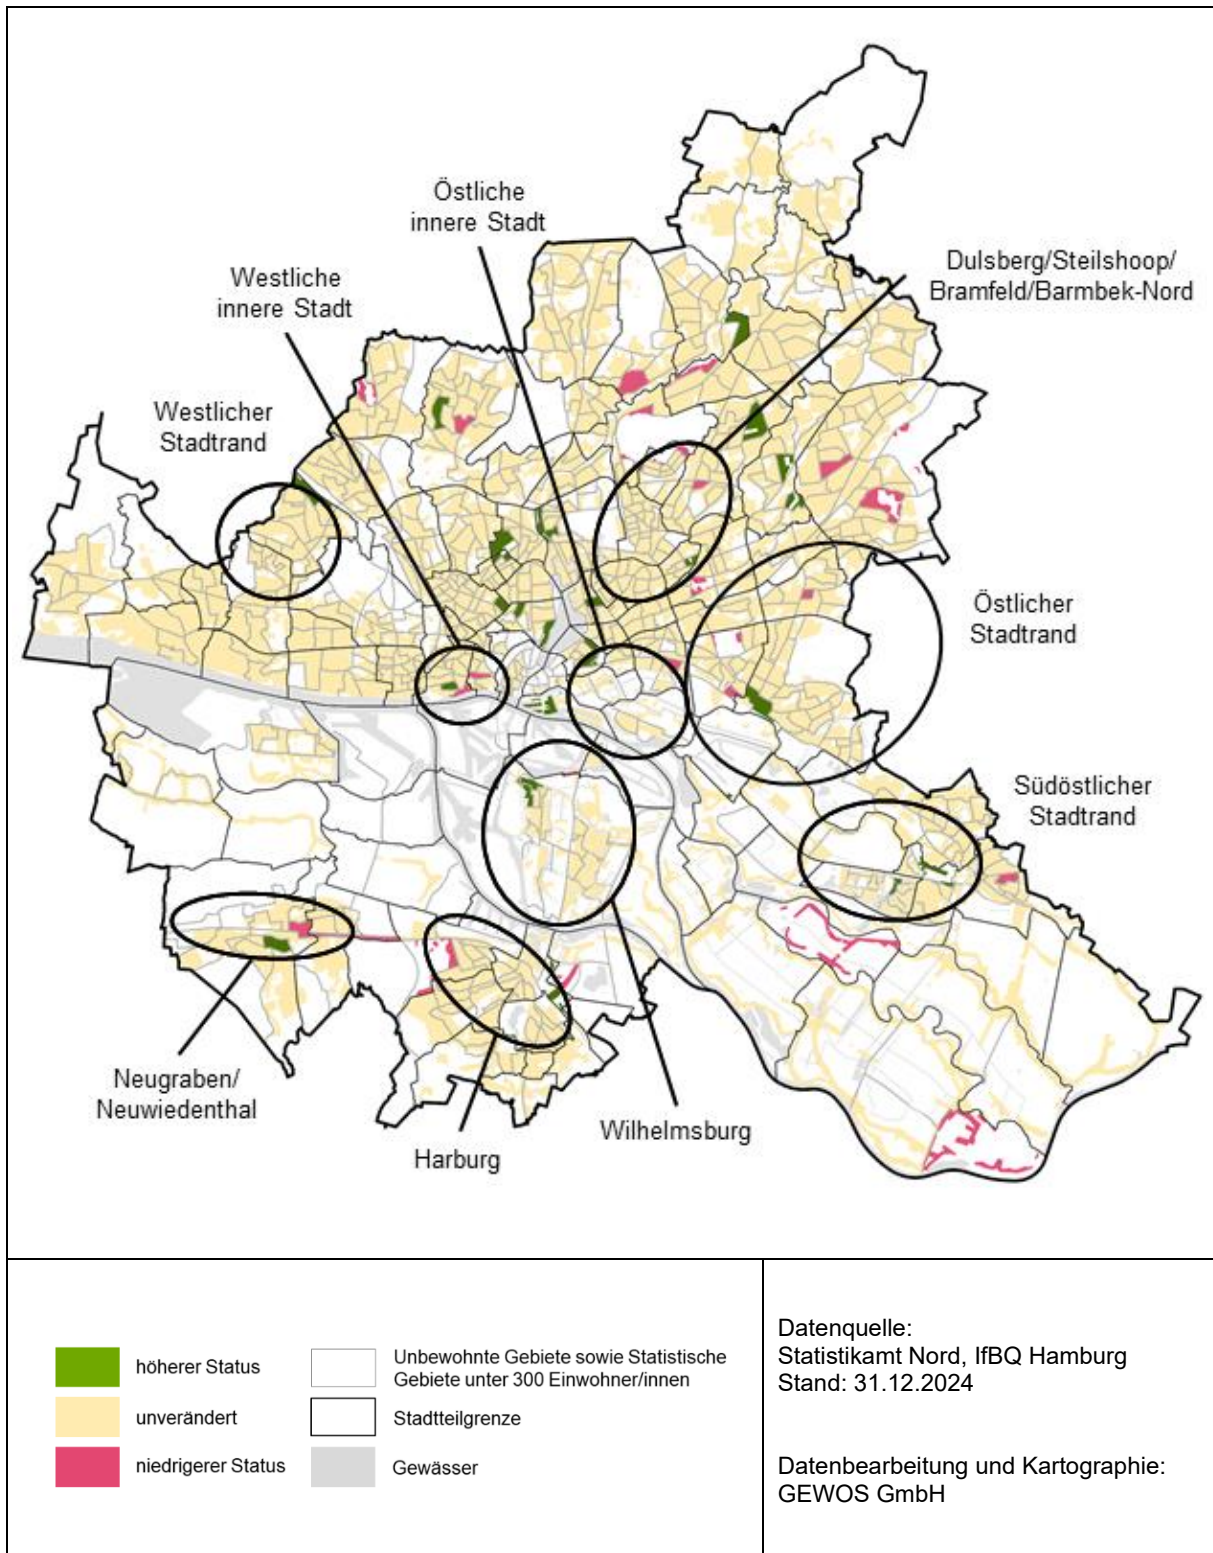 Östliche
innere Stadt
Westliche
innere Stadt
Dulsberg/Steilshoop/
Bramfeld/Barmbek-Nord
Westlicher
Stadtrand
Östlicher
Stadtrand
Südöstlicher
Stadtrand
Neugraben/
Neuwiedenthal
Harburg
Wilhelmsburg
höherer Status
unverändert
niedrigerer Status
Unbewohnte Gebiete sowie Statistische
Gebiete unter 300 Einwohner/innen
Stadtteilgrenze
Gewässer
Datenquelle:
Statistikamt Nord, IfBQ Hamburg
Stand: 31.12.2024
Datenbearbeitung und Kartographie:
GEWOS GmbH